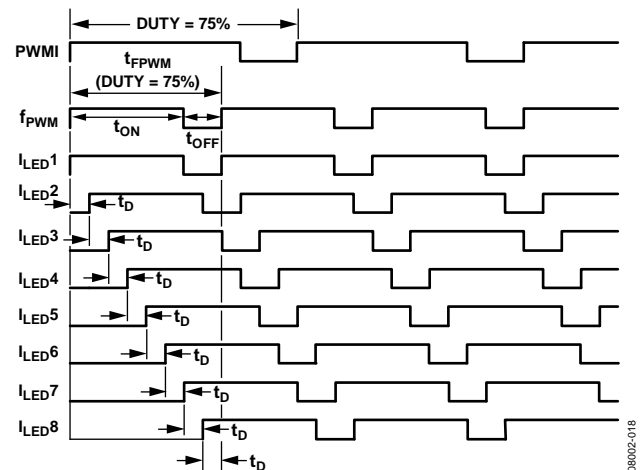 DUTY = 75%
PWMI
tFPWM
(DUTY = 75%)
fPWM
tON
tOFF
ILED1
ILED2
tD
ILED3
tD
ILED4
tD
ILED5
tD
ILED6
tD
ILED7
tD
ILED8
tD
tD
08002-018